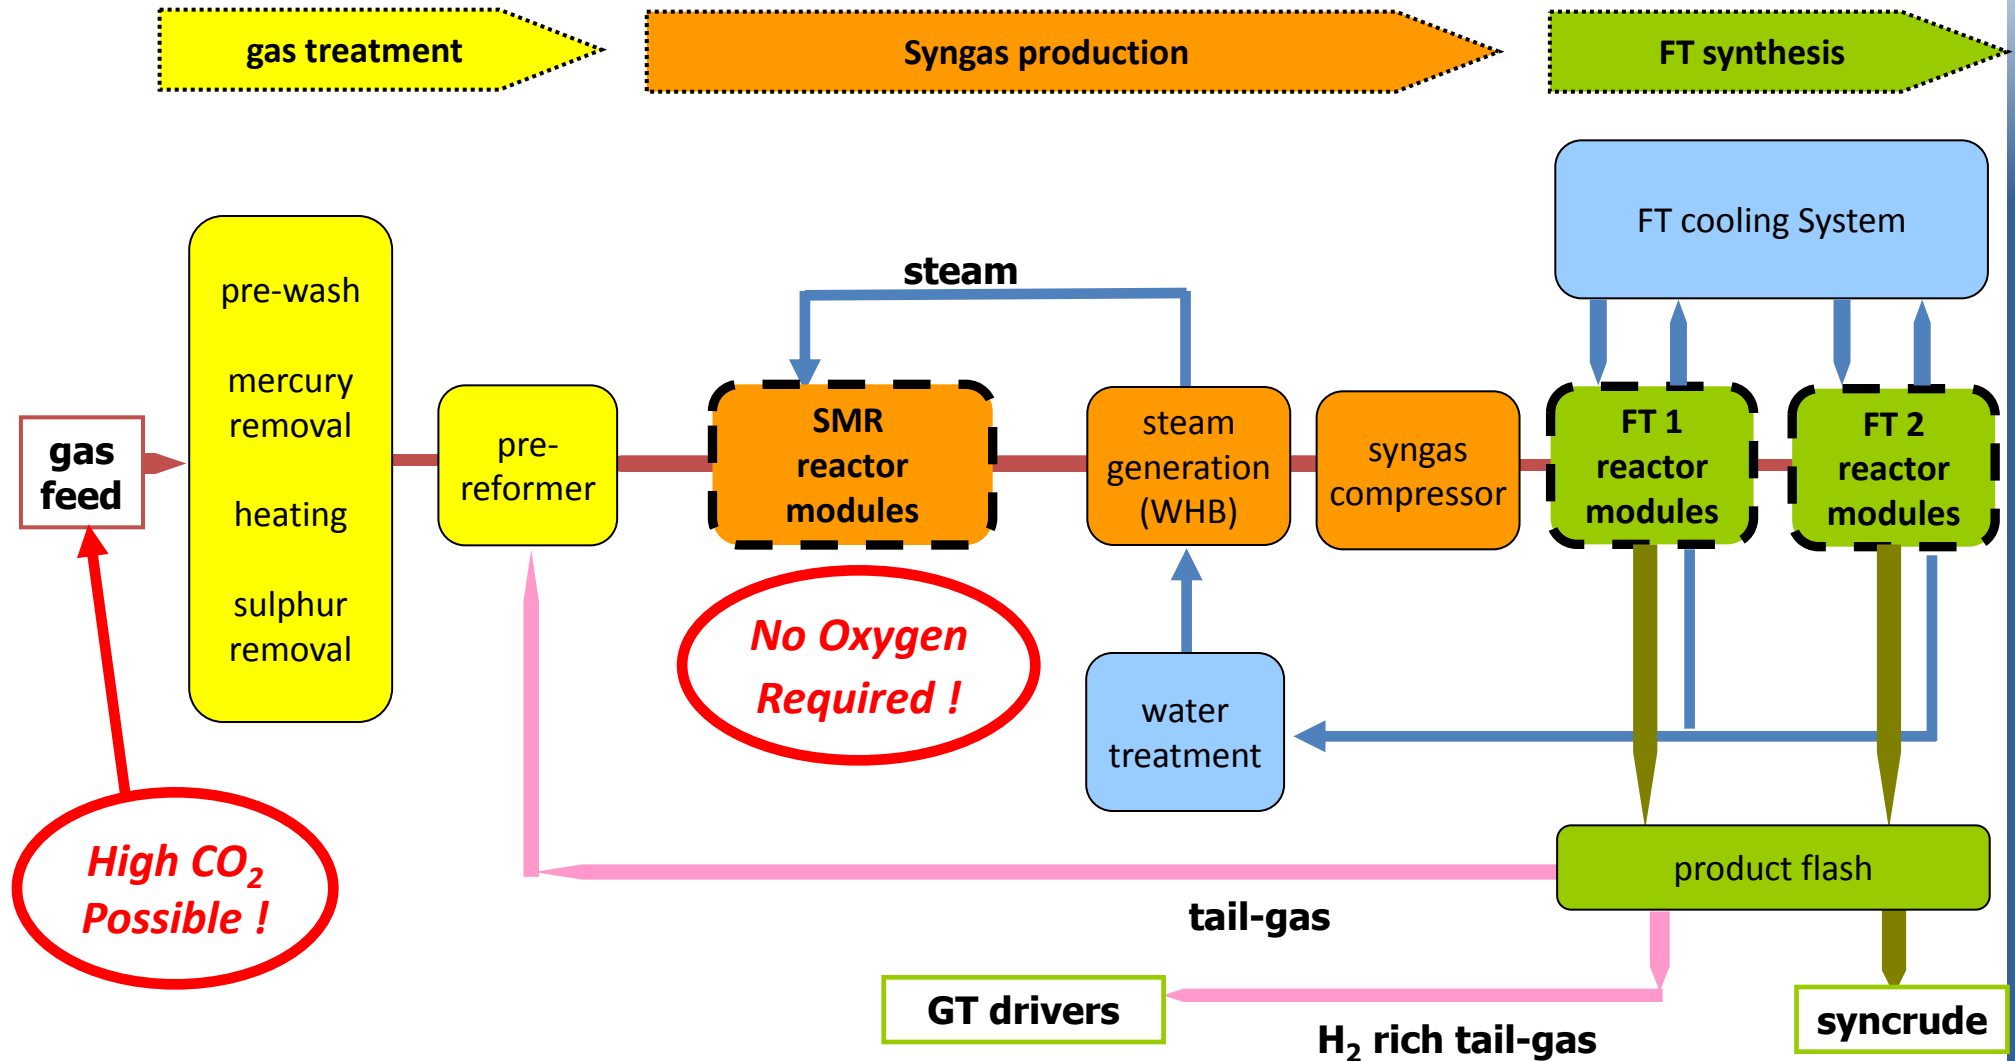 gas treatment
Syngas production
FT synthesis
FT cooling System
steam
pre-wash
mercury
removal
heating
sulphur
removal
gas
feed
pre-
reformer
SMR
reactor
modules
steam
generation
(WHB)
syngas
compressor
FT 1
reactor
modules
FT 2
reactor
modules
No Oxygen
Required !
water
treatment
High CO₂
Possible !
product flash
tail-gas
GT drivers
H₂ rich tail-gas
syncrude